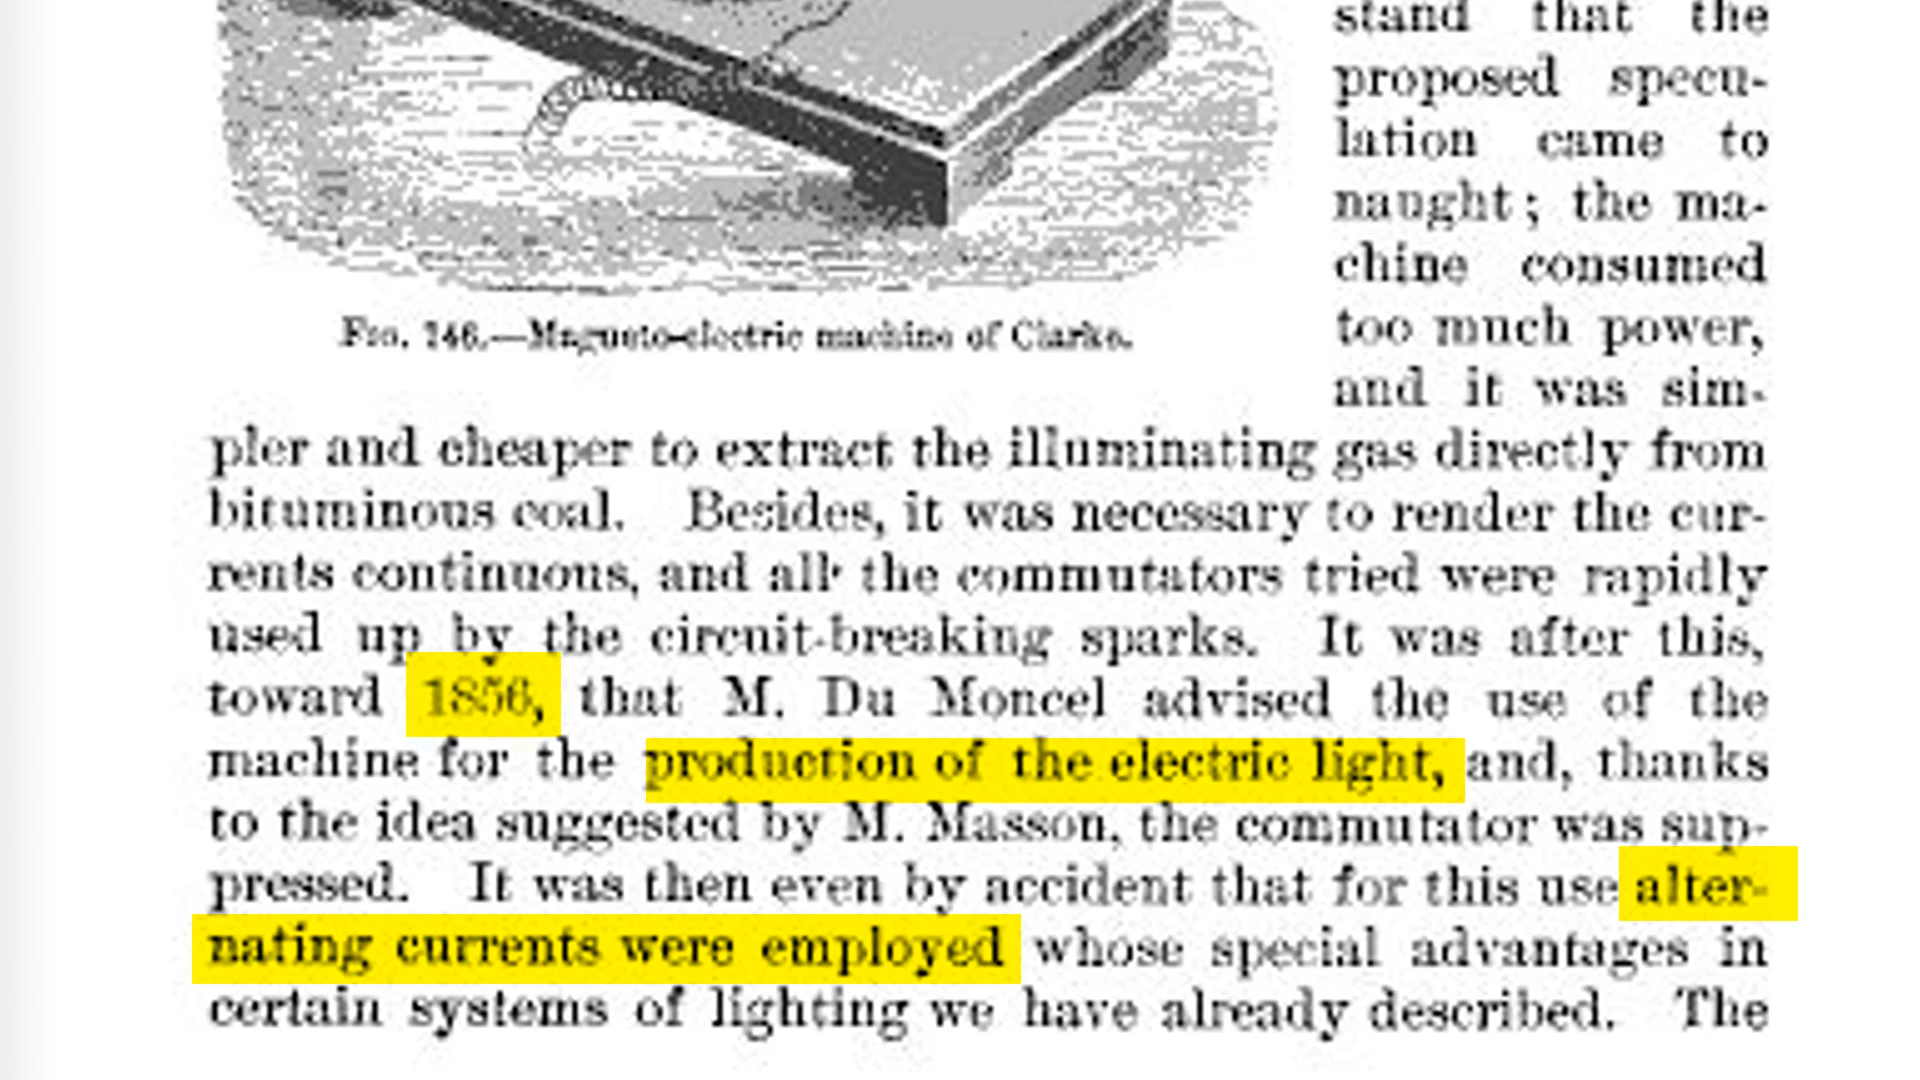 stand that the
proposed specu-
lation came to
naught; the ma-
chine consumed
too much power,
and it was sim-
Fig. 146.—Magneto-electric machine of Clarke.
pler and cheaper to extract the illuminating gas directly from
bituminous coal. Besides, it was necessary to render the cur-
rents continuous, and all the commutators tried were rapidly
used up by the circuit-breaking sparks. It was after this,
toward 1856, that M. Du Moncel advised the use of the
machine for the production of the electric light, and, thanks
to the idea suggested by M. Masson, the commutator was sup-
pressed. It was then even by accident that for this use alter-
nating currents were employed whose special advantages in
certain systems of lighting we have already described. The